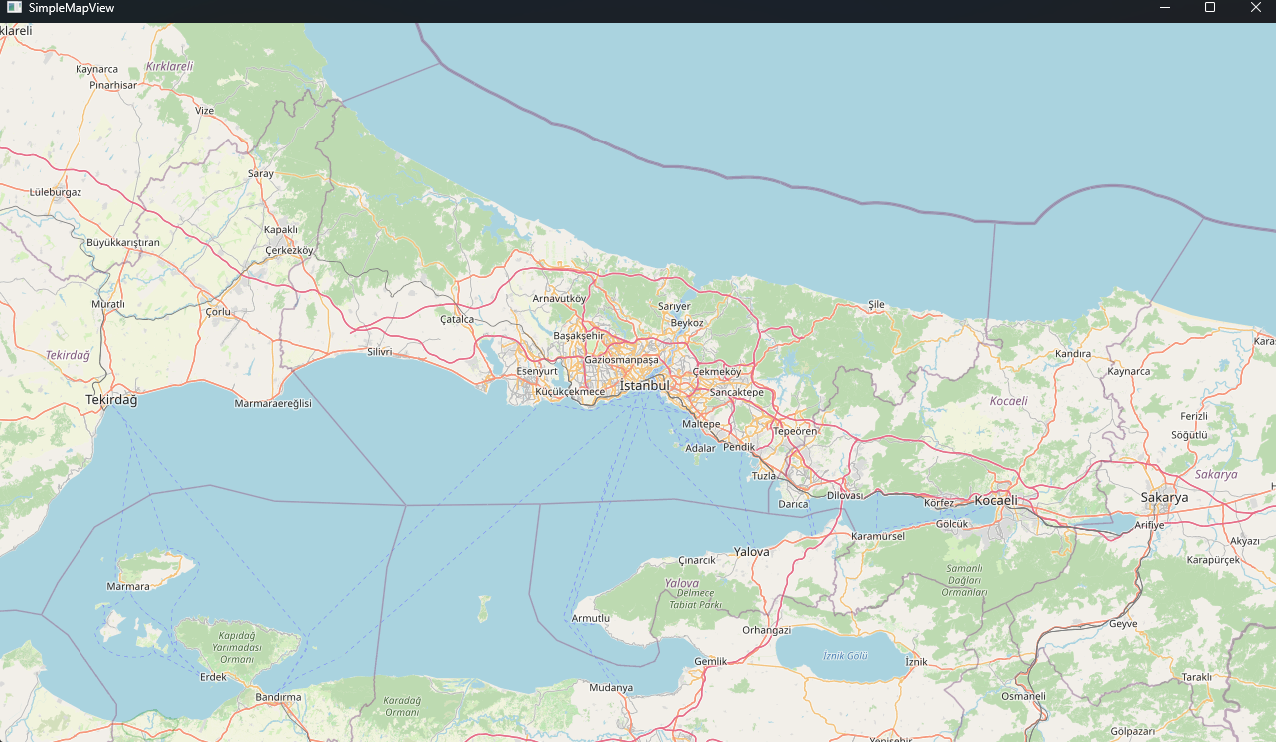 SimpleMapView
klareli
Kaynarca
Kırklareli
Pınarhisar
Vize
Saray
Lüleburgaz
Kapaklı
Büyükkarıştıran
Çerkezköy
Arnavutköy
Muratlı
Sarıyer
Şile
Çorlu
Çatalca
Beykoz
Başakşehir
Kara
Silivri
Kandıra
Tekirdağ
Gaziosmanpaşa
Esenyurt
Çekmeköy
Kaynarca
İstanbul
Küçükçekmece
Sancaktepe
Tekirdağ
Marmaraereğlisi
Kocaeli
Ferizli
Maltepe
Tepeören
Söğütlü
Adalar
Pendik
Tuzla
Sakarya
Dilovası
Kocaeli
Sakarya
H
Darıca
Körfez
Gölcük
Arifiye
Karamürsel
Akyazı
Yalova
Çınarcık
Karapürçek
Samanlı
Dağları
Ormanları
Marmara
Yalova
Delmece
Tabiat Parkı
Armutlu
Geyve
Orhangazi
Kapıdağ
Yarımadası
Ormanı
İznik Gölü
Gemlik
İznik
Erdek
Taraklı
Mudanya
Bandırma
Osmaneli
Karadağ
Ormanı
Gölpazarı
Yenişehir